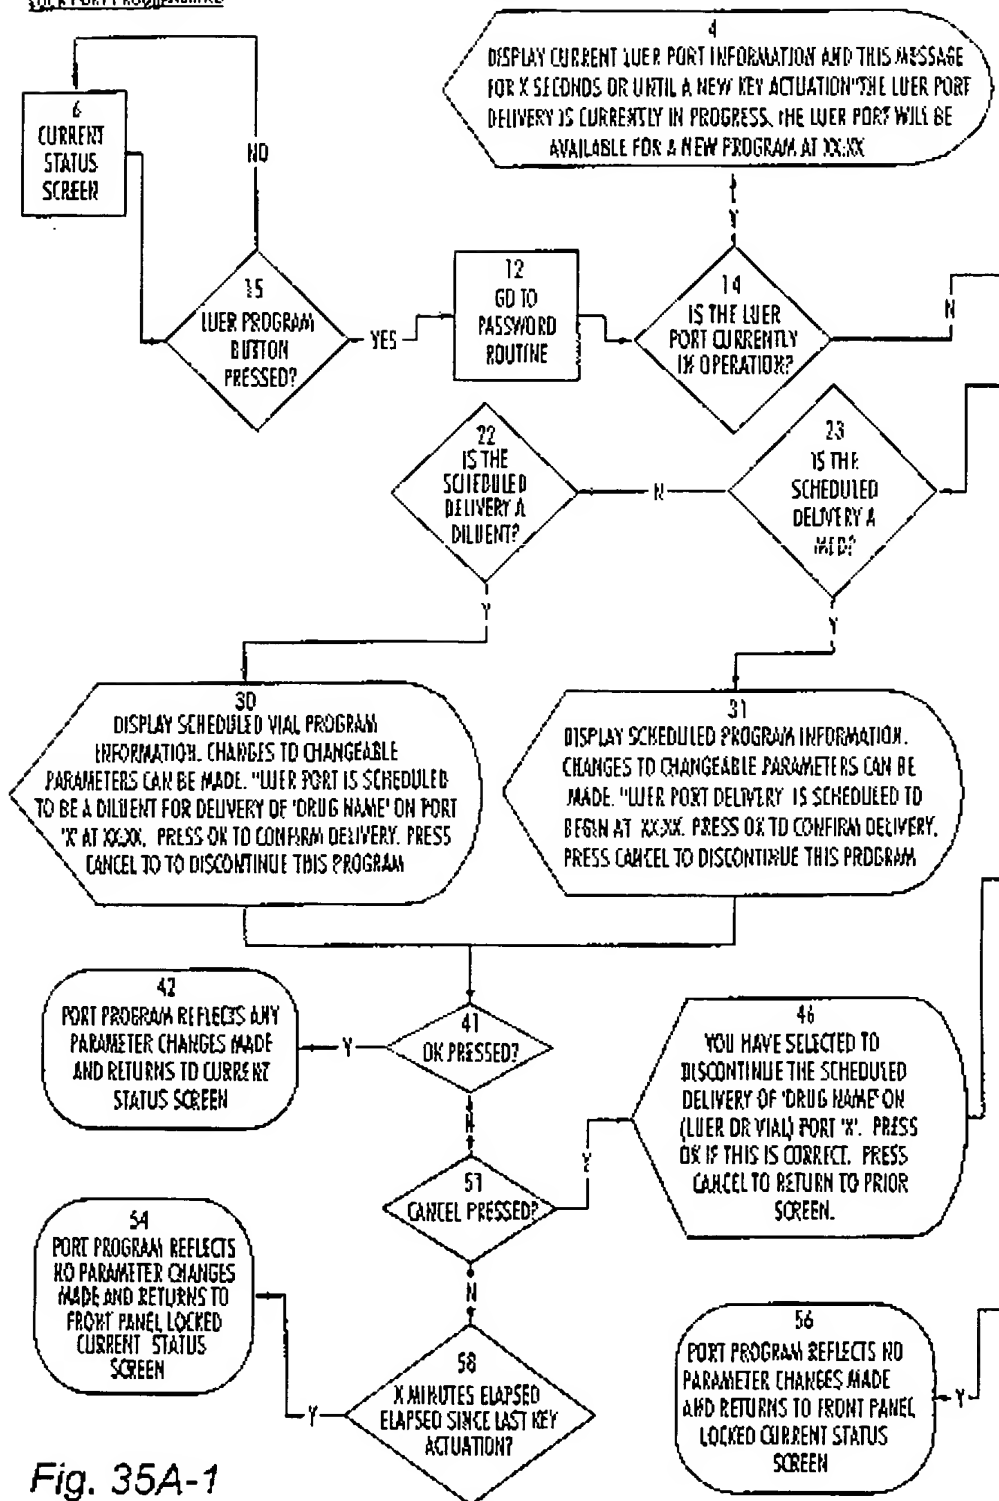 4
DISPLAY CURRENT LUER PORT INFORMATION AND THIS MESSAGE
FOR X SECONDS OR UNTIL A NEW KEY ACTUATION"THE LUER PORT
DELIVERY IS CURRENTLY IN PROGRESS. THE LUER PORT WILL BE
AVAILABLE FOR A NEW PROGRAM AT XX:XX
6
CURRENT
STATUS
SCREEN
NO
Y
15
LUER PROGRAM
BUTTON
PRESSED?
YES
12
GO TO
PASSWORD
ROUTINE
14
IS THE LUER
PORT CURRENTLY
IN OPERATION?
N
22
IS THE
SCHEDULED
DELIVERY A
DILUENT?
N
23
IS THE
SCHEDULED
DELIVERY A
MED?
Y
Y
30
DISPLAY SCHEDULED VIAL PROGRAM
INFORMATION. CHANGES TO CHANGEABLE
PARAMETERS CAN BE MADE. "LUER PORT IS SCHEDULED
TO BE A DILUENT FOR DELIVERY OF 'DRUG NAME' ON PORT
'X' AT XX:XX. PRESS OK TO CONFIRM DELIVERY. PRESS
CANCEL TO TO DISCONTINUE THIS PROGRAM
31
DISPLAY SCHEDULED PROGRAM INFORMATION.
CHANGES TO CHANGEABLE PARAMETERS CAN BE
MADE. "LUER PORT DELIVERY IS SCHEDULED TO
BEGIN AT XX:XX. PRESS OK TO CONFIRM DELIVERY.
PRESS CANCEL TO DISCONTINUE THIS PROGRAM
42
PORT PROGRAM REFLECTS ANY
PARAMETER CHANGES MADE
AND RETURNS TO CURRENT
STATUS SCREEN
Y
41
OK PRESSED?
N
46
YOU HAVE SELECTED TO
DISCONTINUE THE SCHEDULED
DELIVERY OF 'DRUG NAME' ON
(LUER OR VIAL) PORT 'X'. PRESS
OK IF THIS IS CORRECT. PRESS
CANCEL TO RETURN TO PRIOR
SCREEN.
51
CANCEL PRESSED?
Y
N
54
PORT PROGRAM REFLECTS
NO PARAMETER CHANGES
MADE AND RETURNS TO
FRONT PANEL LOCKED
CURRENT STATUS
SCREEN
Y
58
X MINUTES ELAPSED
ELAPSED SINCE LAST KEY
ACTUATION?
56
PORT PROGRAM REFLECTS NO
PARAMETER CHANGES MADE
AND RETURNS TO FRONT PANEL
LOCKED CURRENT STATUS
SCREEN
Y
Fig. 35A-1